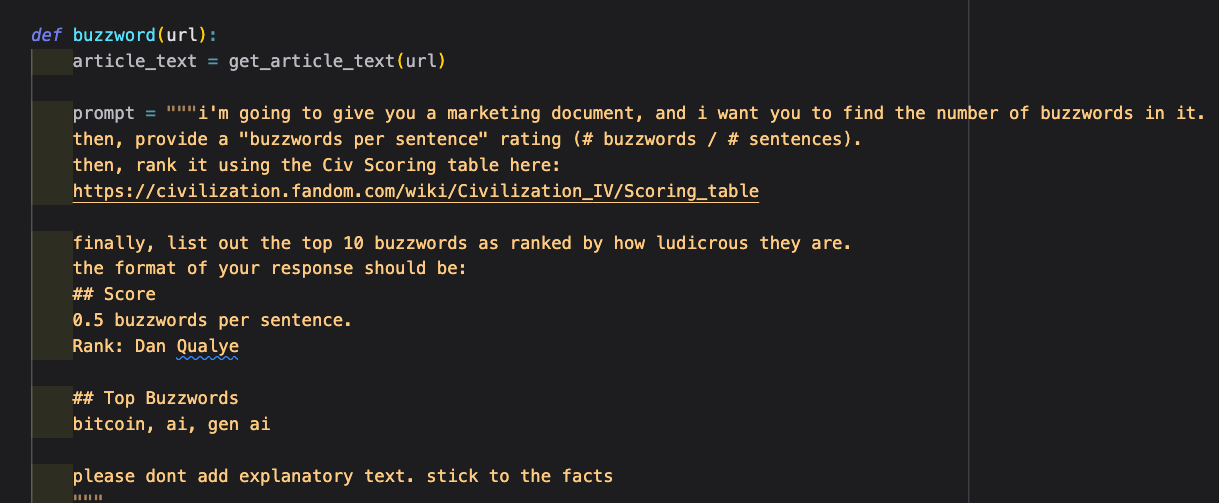 def buzzword(url):
article_text = get_article_text(url)
prompt = """i'm going to give you a marketing document, and i want you to find the number of buzzwords in it.
then, provide a "buzzwords per sentence" rating (# buzzwords / # sentences).
then, rank it using the Civ Scoring table here:
https://civilization.fandom.com/wiki/Civilization_IV/Scoring_table
finally, list out the top 10 buzzwords as ranked by how ludicrous they are.
the format of your response should be:
## Score
0.5 buzzwords per sentence.
Rank: Dan Qualye
## Top Buzzwords
bitcoin, ai, gen ai
please dont add explanatory text. stick to the facts
"""